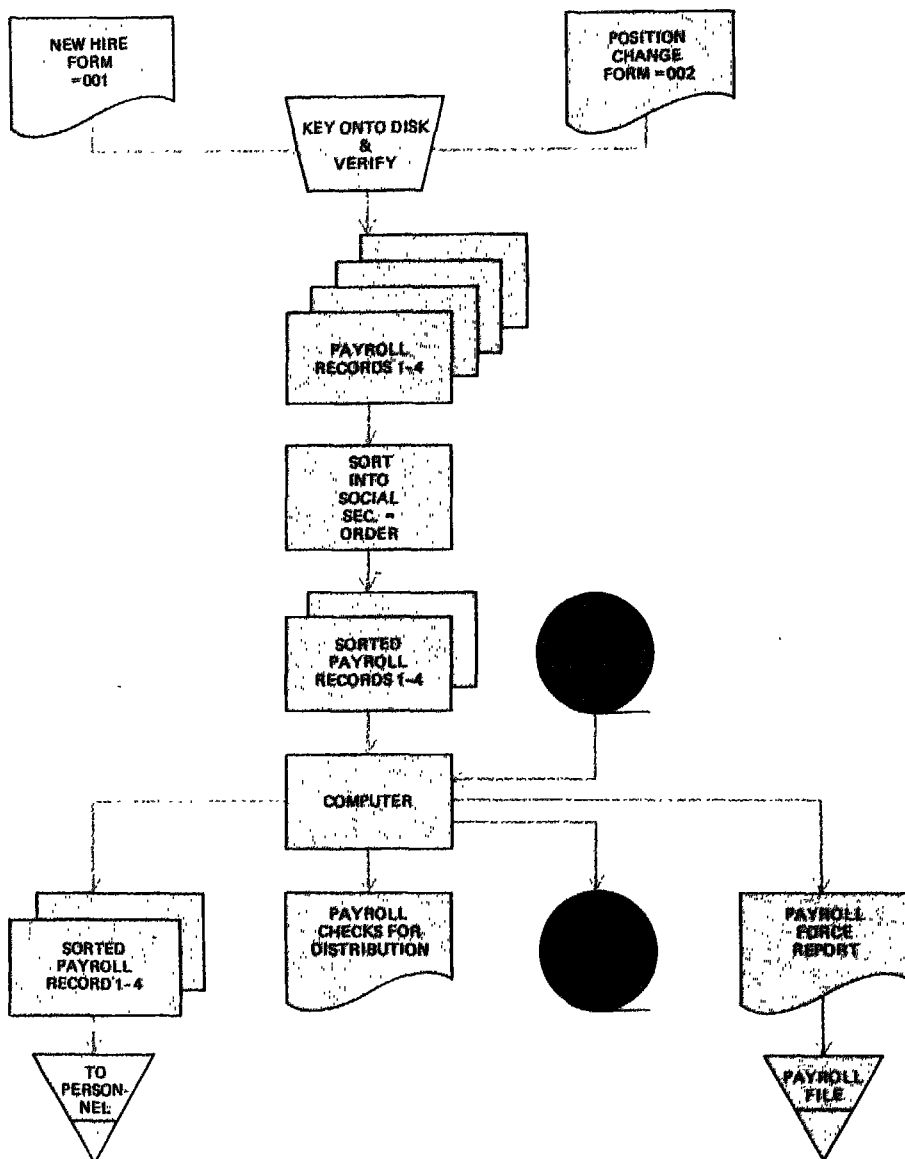 NEW HIRE
FORM
=001
POSITION
CHANGE
FORM =002
KEY ONTO DISK
&
VERIFY
PAYROLL
RECORDS 1-4
SORT
INTO
SOCIAL
SEC. =
ORDER
SORTED
PAYROLL
RECORDS 1-4
COMPUTER
SORTED
PAYROLL
RECORD 1-4
PAYROLL
CHECKS FOR
DISTRIBUTION
PAYROLL
FORCE
REPORT
TO
PERSON-
NEL
PAYROLL
FILE